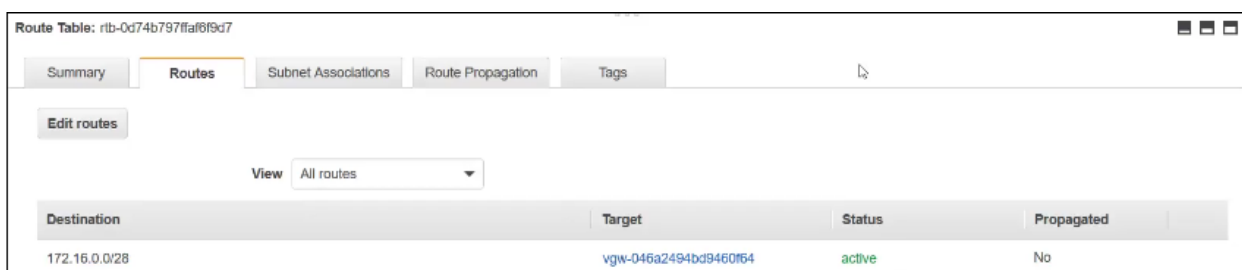 Route Table: rtb-0d74b797ffaf6f9d7
Summary Routes Subnet Associations Route Propagation Tags
Edit routes
View All routes
Destination Target Status Propagated
172.16.0.0/28 vgw-046a2494bd9460f64 active No